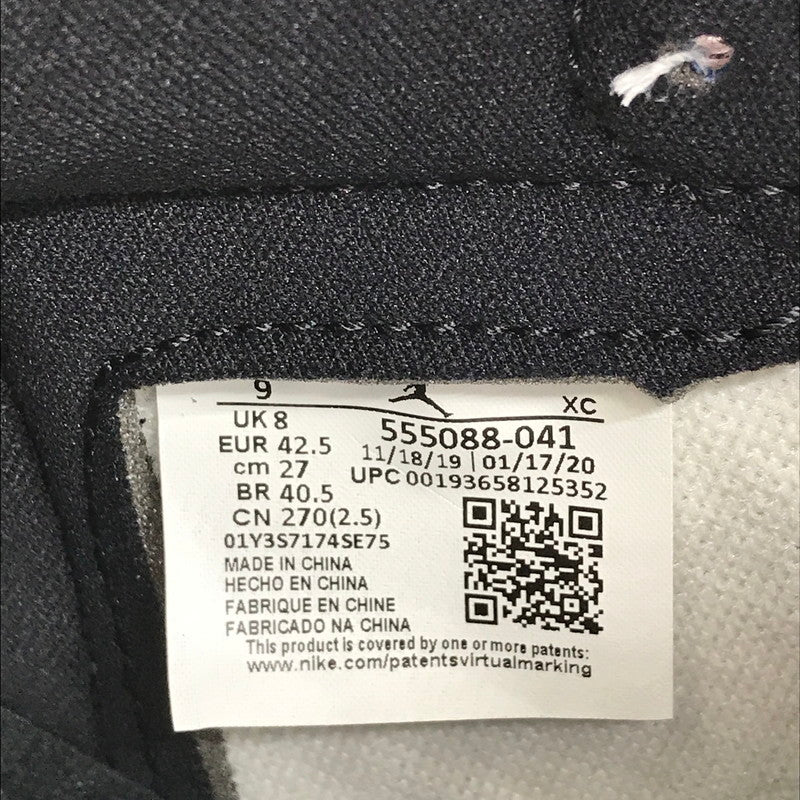 9 XC
UK 8 555088-041
EUR 42.5 11/18/19 | 01/17/20
cm 27 UPC 00193658125352
BR 40.5
CN 270(2.5)
01Y3S7174SE75
MADE IN CHINA
HECHO EN CHINA
FABRIQUE EN CHINE
FABRICADO NA CHINA
This product is covered by one or more patents:
www.nike.com/patentsvirtualmarking